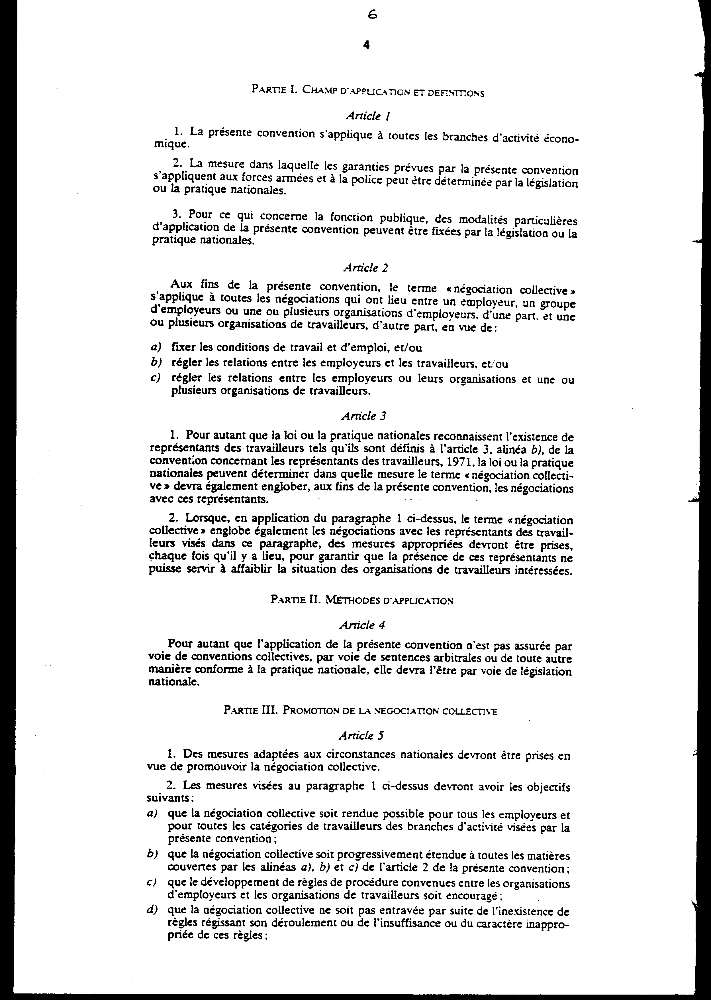 6
4
PARTIE I. CHAMP D'APPLICATION ET DEFINITIONS
Article 1
1. La présente convention s'applique à toutes les branches d'activité écono-
mique.
2. La mesure dans laquelle les garanties prévues par la présente convention
s'appliquent aux forces armées et à la police peut être déterminée par la législation
ou la pratique nationales.
3. Pour ce qui concerne la fonction publique, des modalités particulières
d'application de la présente convention peuvent être fixées par la législation ou la
pratique nationales.
Article 2
Aux fins de la présente convention, le terme «négociation collective»
s'applique à toutes les négociations qui ont lieu entre un employeur, un groupe
d'employeurs ou une ou plusieurs organisations d'employeurs, d'une part, et une
ou plusieurs organisations de travailleurs, d'autre part, en vue de:
a) fixer les conditions de travail et d'emploi, et/ou
b) régler les relations entre les employeurs et les travailleurs, et/ou
c) régler les relations entre les employeurs ou leurs organisations et une ou
plusieurs organisations de travailleurs.
Article 3
1. Pour autant que la loi ou la pratique nationales reconnaissent l'existence de
représentants des travailleurs tels qu'ils sont définis à l'article 3, alinéa b), de la
convention concernant les représentants des travailleurs, 1971, la loi ou la pratique
nationales peuvent déterminer dans quelle mesure le terme «négociation collecti-
ve» devra également englober, aux fins de la présente convention, les négociations
avec ces représentants.
2. Lorsque, en application du paragraphe 1 ci-dessus, le terme «négociation
collective» englobe également les négociations avec les représentants des travail-
leurs visés dans ce paragraphe, des mesures appropriées devront être prises,
chaque fois qu'il y a lieu, pour garantir que la présence de ces représentants ne
puisse servir à affaiblir la situation des organisations de travailleurs intéressées.
PARTIE II. MÉTHODES D'APPLICATION
Article 4
Pour autant que l'application de la présente convention n'est pas assurée par
voie de conventions collectives, par voie de sentences arbitrales ou de toute autre
manière conforme à la pratique nationale, elle devra l'être par voie de législation
nationale.
PARTIE III. PROMOTION DE LA NÉGOCIATION COLLECTIVE
Article 5
1. Des mesures adaptées aux circonstances nationales devront être prises en
vue de promouvoir la négociation collective.
2. Les mesures visées au paragraphe 1 ci-dessus devront avoir les objectifs
suivants:
a) que la négociation collective soit rendue possible pour tous les employeurs et
pour toutes les catégories de travailleurs des branches d'activité visées par la
présente convention;
b) que la négociation collective soit progressivement étendue à toutes les matières
couvertes par les alinéas a), b) et c) de l'article 2 de la présente convention;
c) que le développement de règles de procédure convenues entre les organisations
d'employeurs et les organisations de travailleurs soit encouragé;
d) que la négociation collective ne soit pas entravée par suite de l'inexistence de
règles régissant son déroulement ou de l'insuffisance ou du caractère inappro-
priée de ces règles;